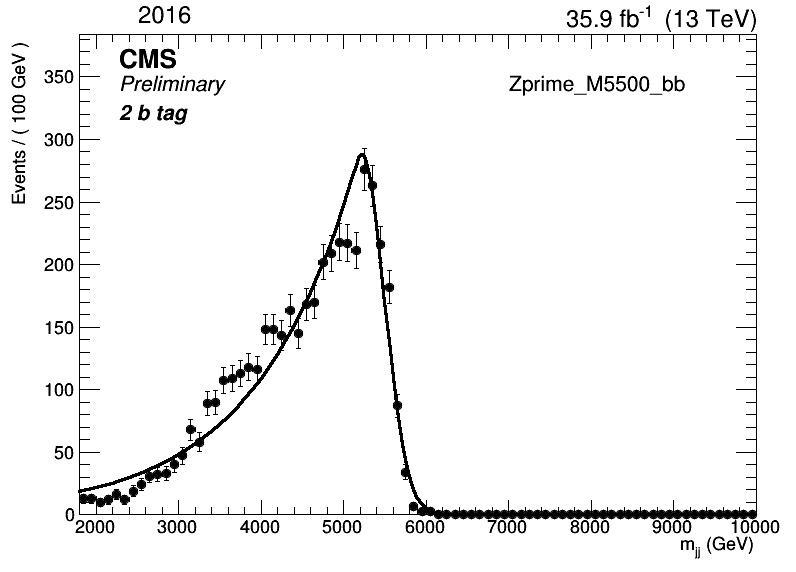 2016 35.9 fb⁻¹ (13 TeV)
CMS
Preliminary
2 b tag
Zprime_M5500_bb
Events / ( 100 GeV )
350
300
250
200
150
100
50
0
2000 3000 4000 5000 6000 7000 8000 9000 10000
m_jj (GeV)